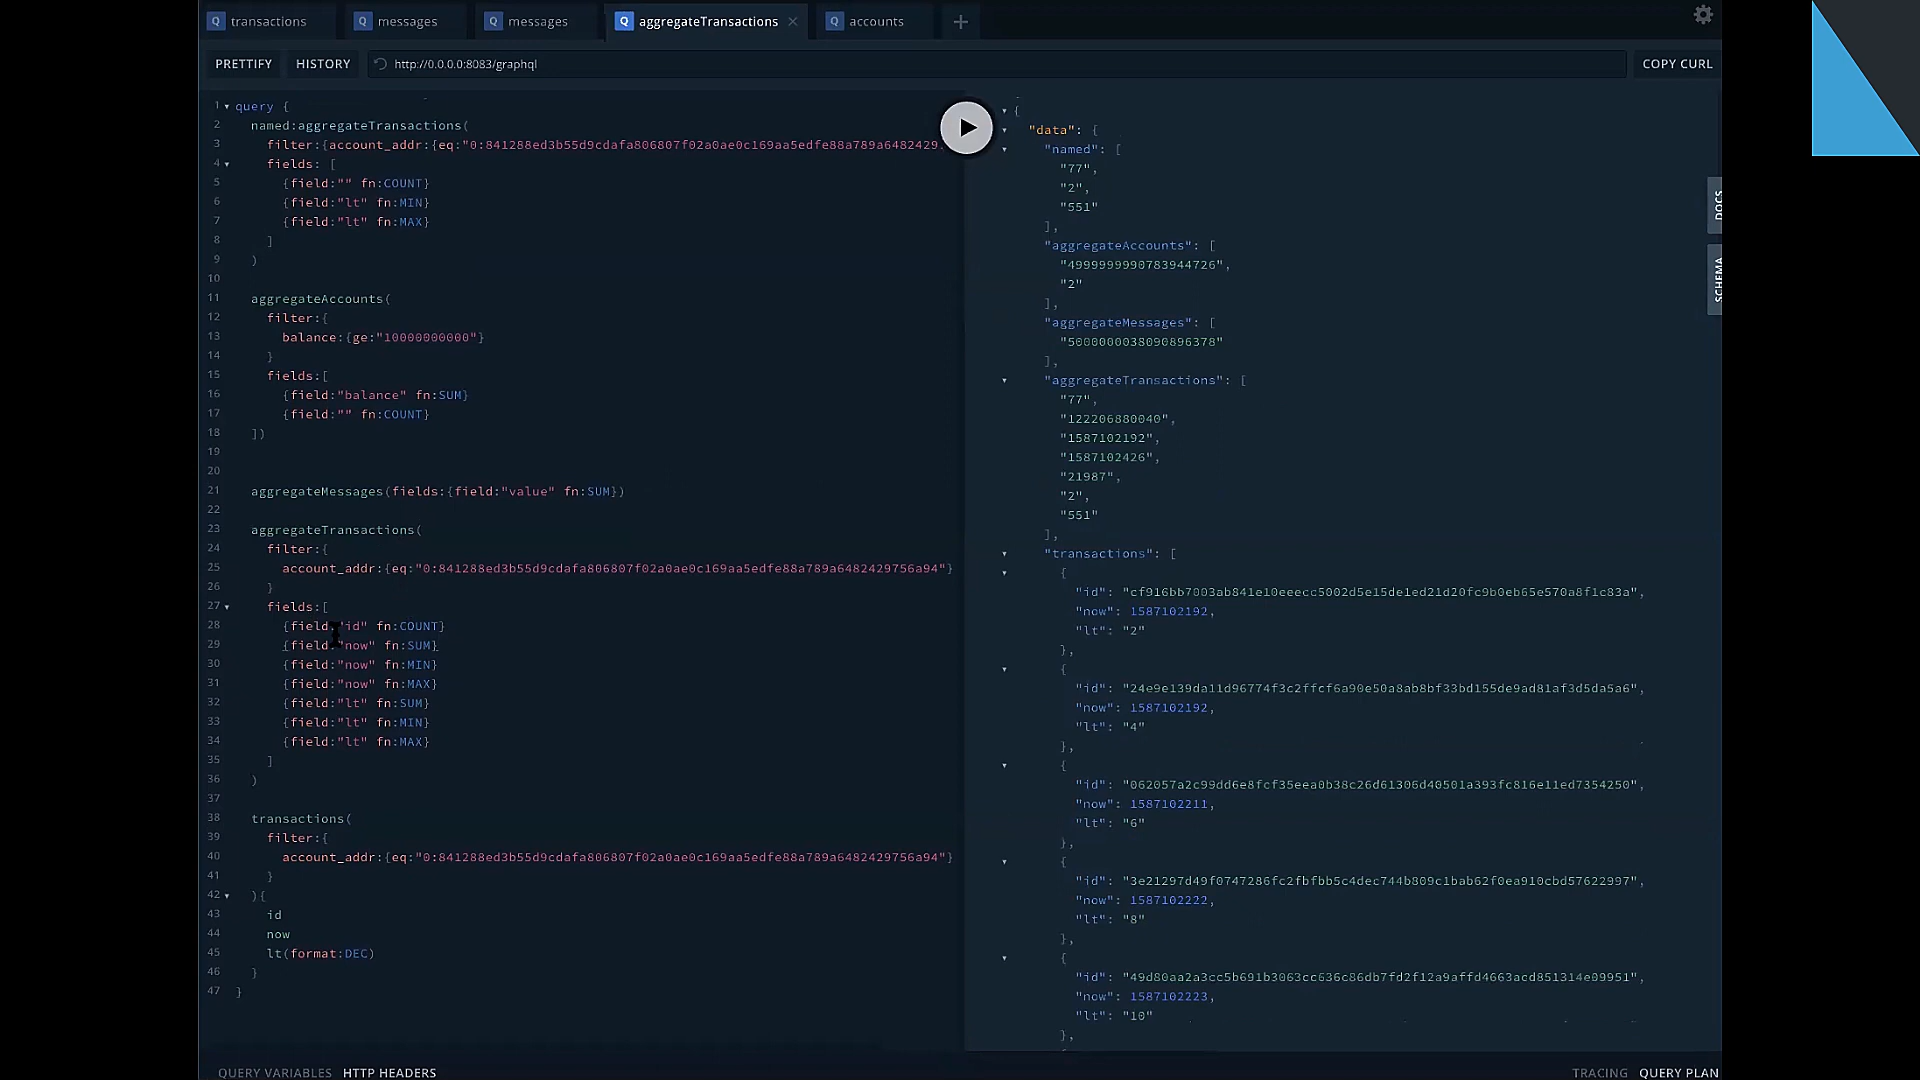 transactions
messages
messages
aggregateTransactions
accounts
PRETTIFY
HISTORY
http://0.0.0.0:8083/graphql
COPY CURL
1 query {
2 named:aggregateTransactions(
3 filter:{account_addr:{eq:"0:841288ed3b55d9cdafa806807f02a0ae0c169aa5edfe88a789a6482429
4 fields: [
5 {field:"" fn:COUNT}
6 {field:"lt" fn:MIN}
7 {field:"lt" fn:MAX}
8 ]
9 )
10
11 aggregateAccounts(
12 filter:{
13 balance:{ge:"10000000000"}
14 }
15 fields:[
16 {field:"balance" fn:SUM}
17 {field:"" fn:COUNT}
18 ])
19
20
21 aggregateMessages(fields:{field:"value" fn:SUM})
22
23 aggregateTransactions(
24 filter:{
25 account_addr:{eq:"0:841288ed3b55d9cdafa806807f02a0ae0c169aa5edfe88a789a6482429756a94"}
26 }
27 fields:[
28 {field:"id" fn:COUNT}
29 {field:"now" fn:SUM}
30 {field:"now" fn:MIN}
31 {field:"now" fn:MAX}
32 {field:"lt" fn:SUM}
33 {field:"lt" fn:MIN}
34 {field:"lt" fn:MAX}
35 ]
36 )
37
38 transactions(
39 filter:{
40 account_addr:{eq:"0:841288ed3b55d9cdafa806807f02a0ae0c169aa5edfe88a789a6482429756a94"}
41 }
42 ){
43 id
44 now
45 lt(format:DEC)
46 }
47 }
{
"data": {
"named": [
"77",
"2",
"551"
],
"aggregateAccounts": [
"4999999990783944726",
"2"
],
"aggregateMessages": [
"5000000038090896378"
],
"aggregateTransactions": [
"77",
"122206880040",
"1587102192",
"1587102426",
"21987",
"2",
"551"
],
"transactions": [
{
"id": "cf916bb7003ab841e10eeecc5002d5e15de1ed21d20fc9b0eb65e570a8f1c83a",
"now": 1587102192,
"lt": "2"
},
{
"id": "24e9e139da11d96774f3c2ffcf6a90e50a8ab8bf33bd155de9ad81af3d5da5a6",
"now": 1587102192,
"lt": "4"
},
{
"id": "062057a2c99dd6e8fcf35eea0b38c26d61306d40501a393fc816e11ed7354250",
"now": 1587102211,
"lt": "6"
},
{
"id": "3e21297d49f0747286fc2fbfbb5c4dec744b809c1bab62f0ea910cbd57622997",
"now": 1587102222,
"lt": "8"
},
{
"id": "49d80aa2a3cc5b691b3063cc636c86db7fd2f12a9affd4663acd851314e09951",
"now": 1587102223,
"lt": "10"
},
DOCS
SCHEMA
QUERY VARIABLES
HTTP HEADERS
TRACING
QUERY PLAN